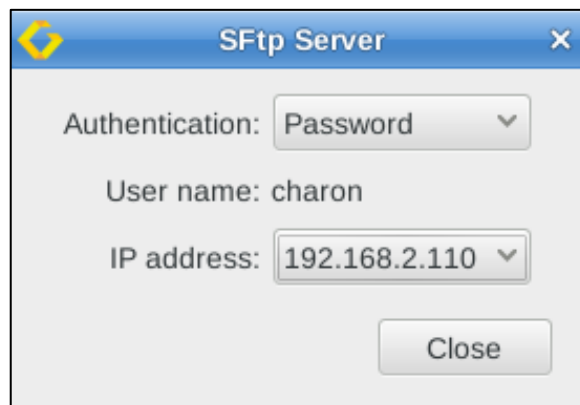 SFtp Server
Authentication: Password
User name: charon
IP address: 192.168.2.110
Close